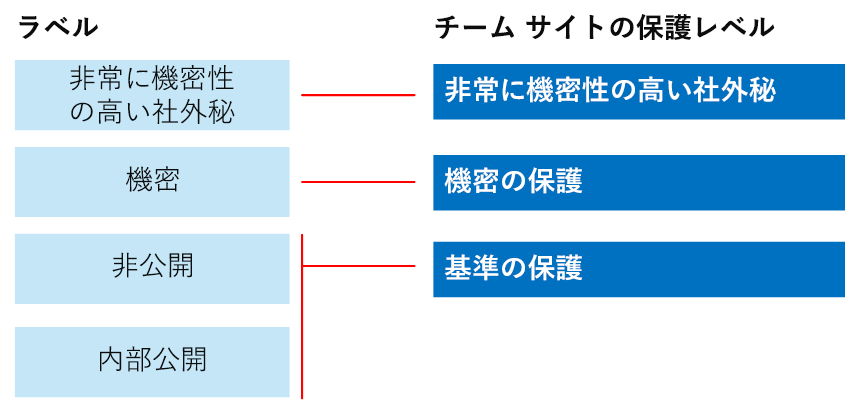 ラベル
チーム サイトの保護レベル
非常に機密性
の高い社外秘
非常に機密性の高い社外秘
機密
機密の保護
非公開
基準の保護
内部公開